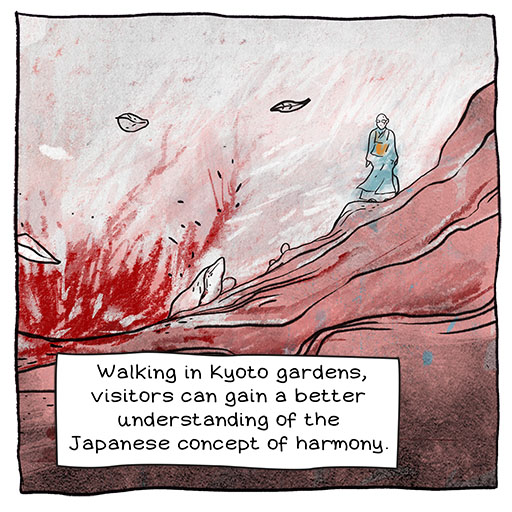 Walking in Kyoto gardens,
visitors can gain a better
understanding of the
Japanese concept of harmony.